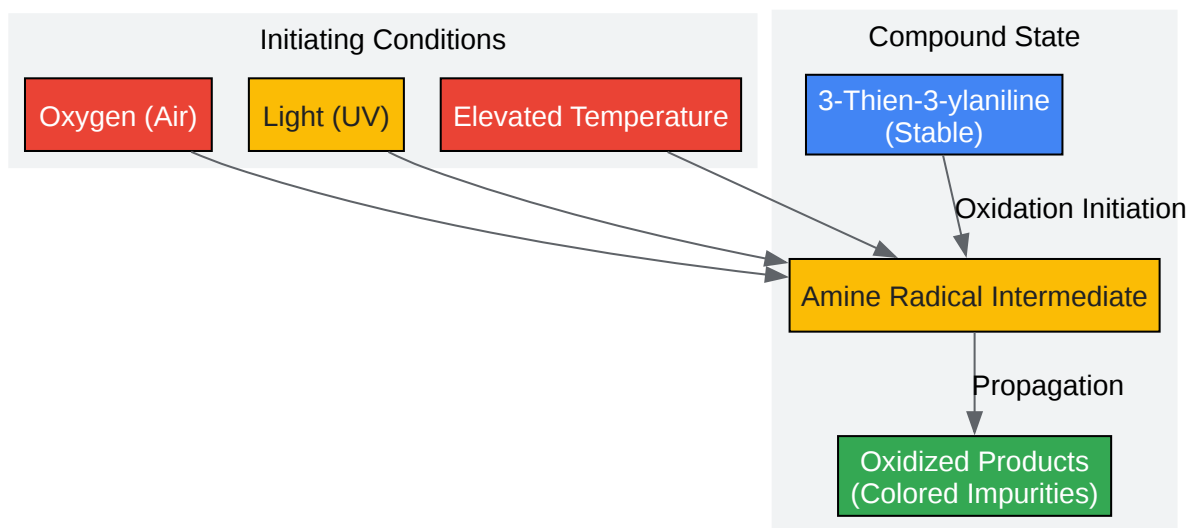 Initiating Conditions
Oxygen (Air)
Light (UV)
Elevated Temperature
Compound State
3-Thien-3-ylaniline
(Stable)
Oxidation Initiation
Amine Radical Intermediate
Propagation
Oxidized Products
(Colored Impurities)